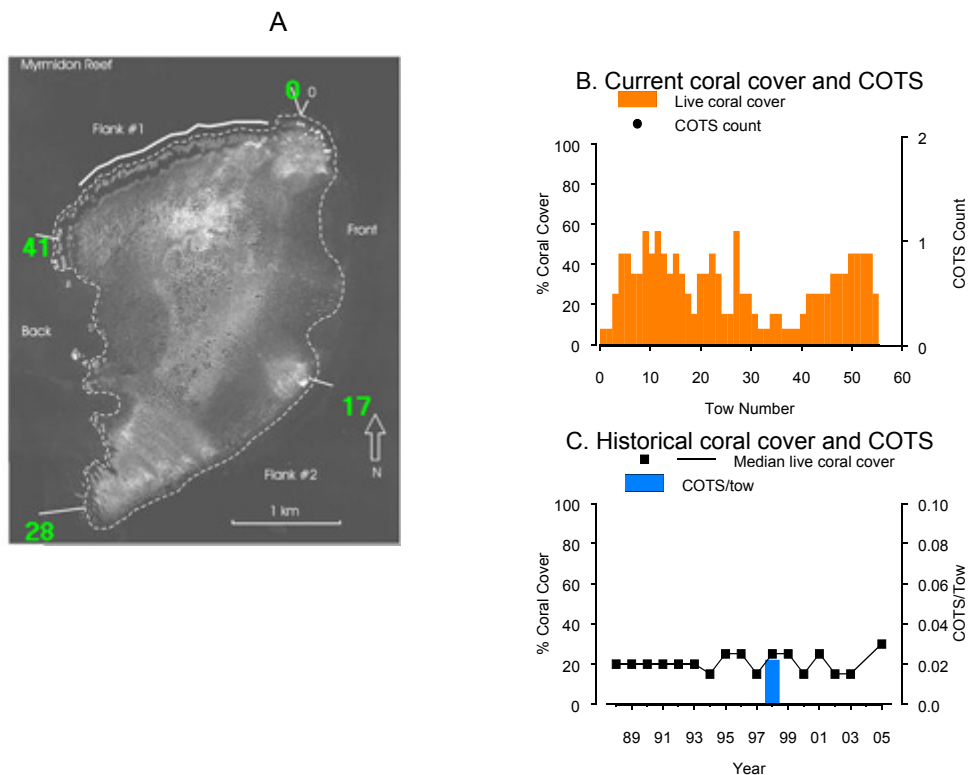 A
Mymidon Reef
0
0
Flank #1
Front
41
Back
17
N
Flank #2
1 km
28
B. Current coral cover and COTS
Live coral cover
COTS count
100
80
60
40
20
0
% Coral Cover
2
1
0
COTS Count
0 10 20 30 40 50 60
Tow Number
C. Historical coral cover and COTS
Median live coral cover
COTS/tow
100
80
60
40
20
0
% Coral Cover
0.10
0.08
0.06
0.04
0.02
0.0
COTS/Tow
89 91 93 95 97 99 01 03 05
Year